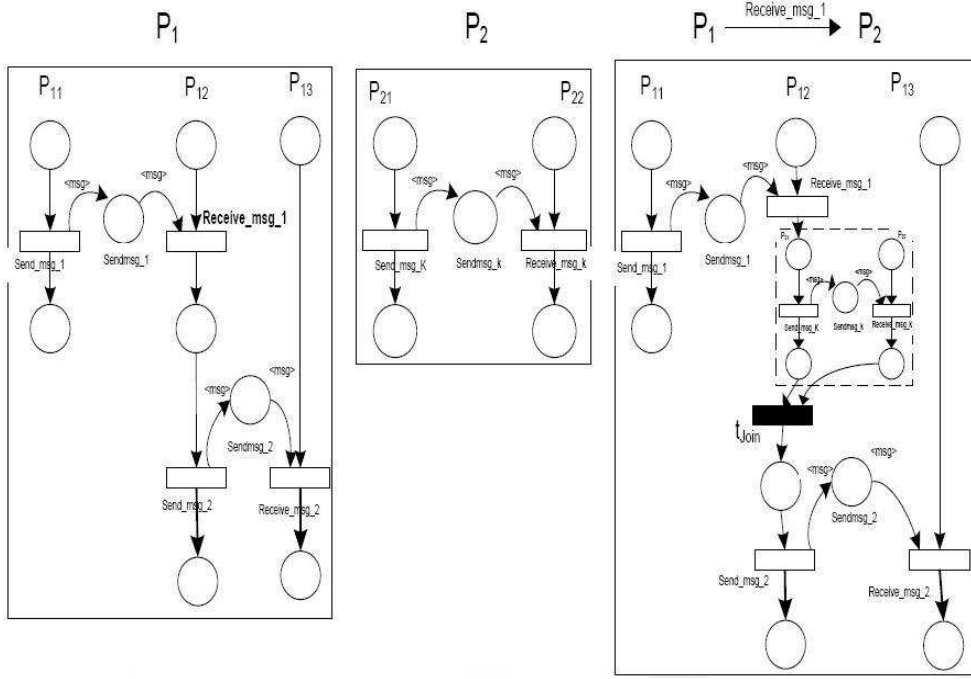 P1
P11
P12
P13
<msg>
<msg>
Receive_msg_1
Send_msg_1
Sendmsg_1
<msg>
<msg>
Sendmsg_2
Send_msg_2
Receive_msg_2
P2
P21
P22
<msg>
<msg>
Send_msg_K
Sendmsg_k
Receive_msg_k
P1 Receive_msg_1 P2
P11
P12
P13
<msg>
<msg>
Receive_msg_1
Send_msg_1
Sendmsg_1
P21
<msg>
<msg>
Send_msg_K
Sendmsg_k
Receive_msg_k
tJoin
<msg>
<msg>
Sendmsg_2
Send_msg_2
Receive_msg_2